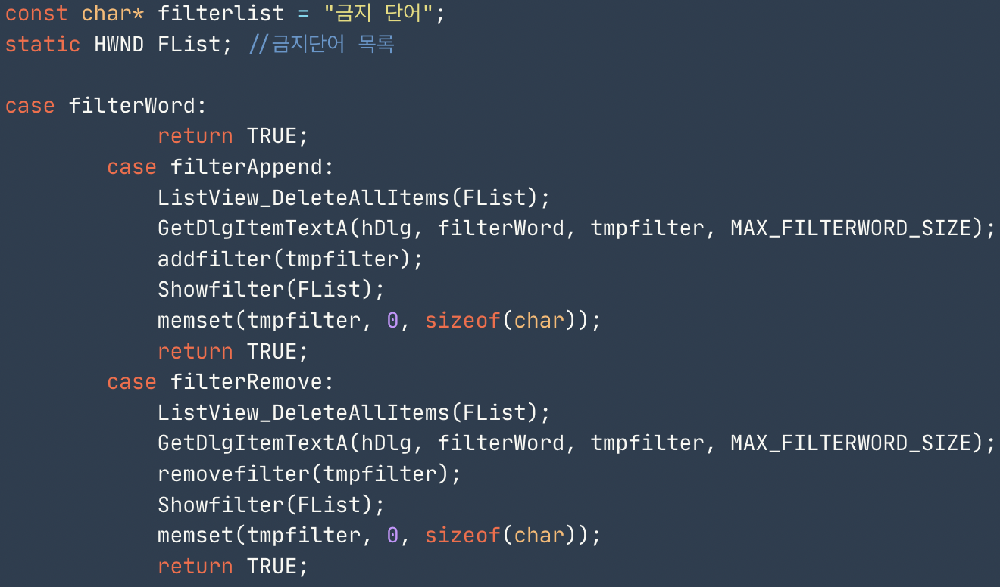 const char* filterlist = "금지 단어";
static HWND FList; //금지단어 목록
case filterWord:
return TRUE;
case filterAppend:
ListView_DeleteAllItems(FList);
GetDlgItemTextA(hDlg, filterWord, tmpfilter, MAX_FILTERWORD_SIZE);
addfilter(tmpfilter);
Showfilter(FList);
memset(tmpfilter, 0, sizeof(char));
return TRUE;
case filterRemove:
ListView_DeleteAllItems(FList);
GetDlgItemTextA(hDlg, filterWord, tmpfilter, MAX_FILTERWORD_SIZE);
removefilter(tmpfilter);
Showfilter(FList);
memset(tmpfilter, 0, sizeof(char));
return TRUE;